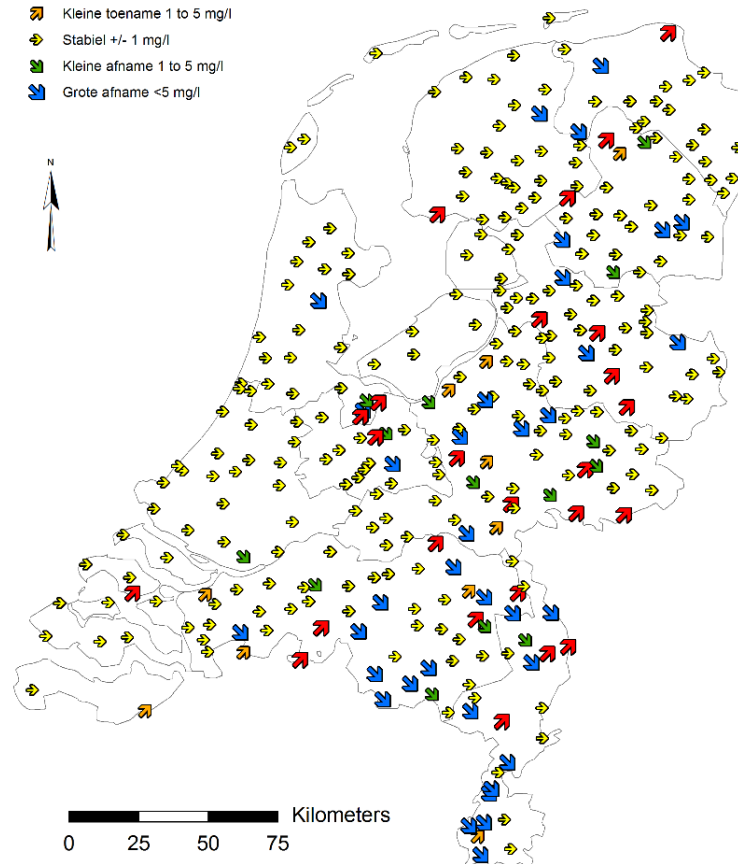 Kleine toename 1 to 5 mg/l
Stabiel +/- 1 mg/l
Kleine afname 1 to 5 mg/l
Grote afname <5 mg/l
N
Kilometers
0 25 50 75